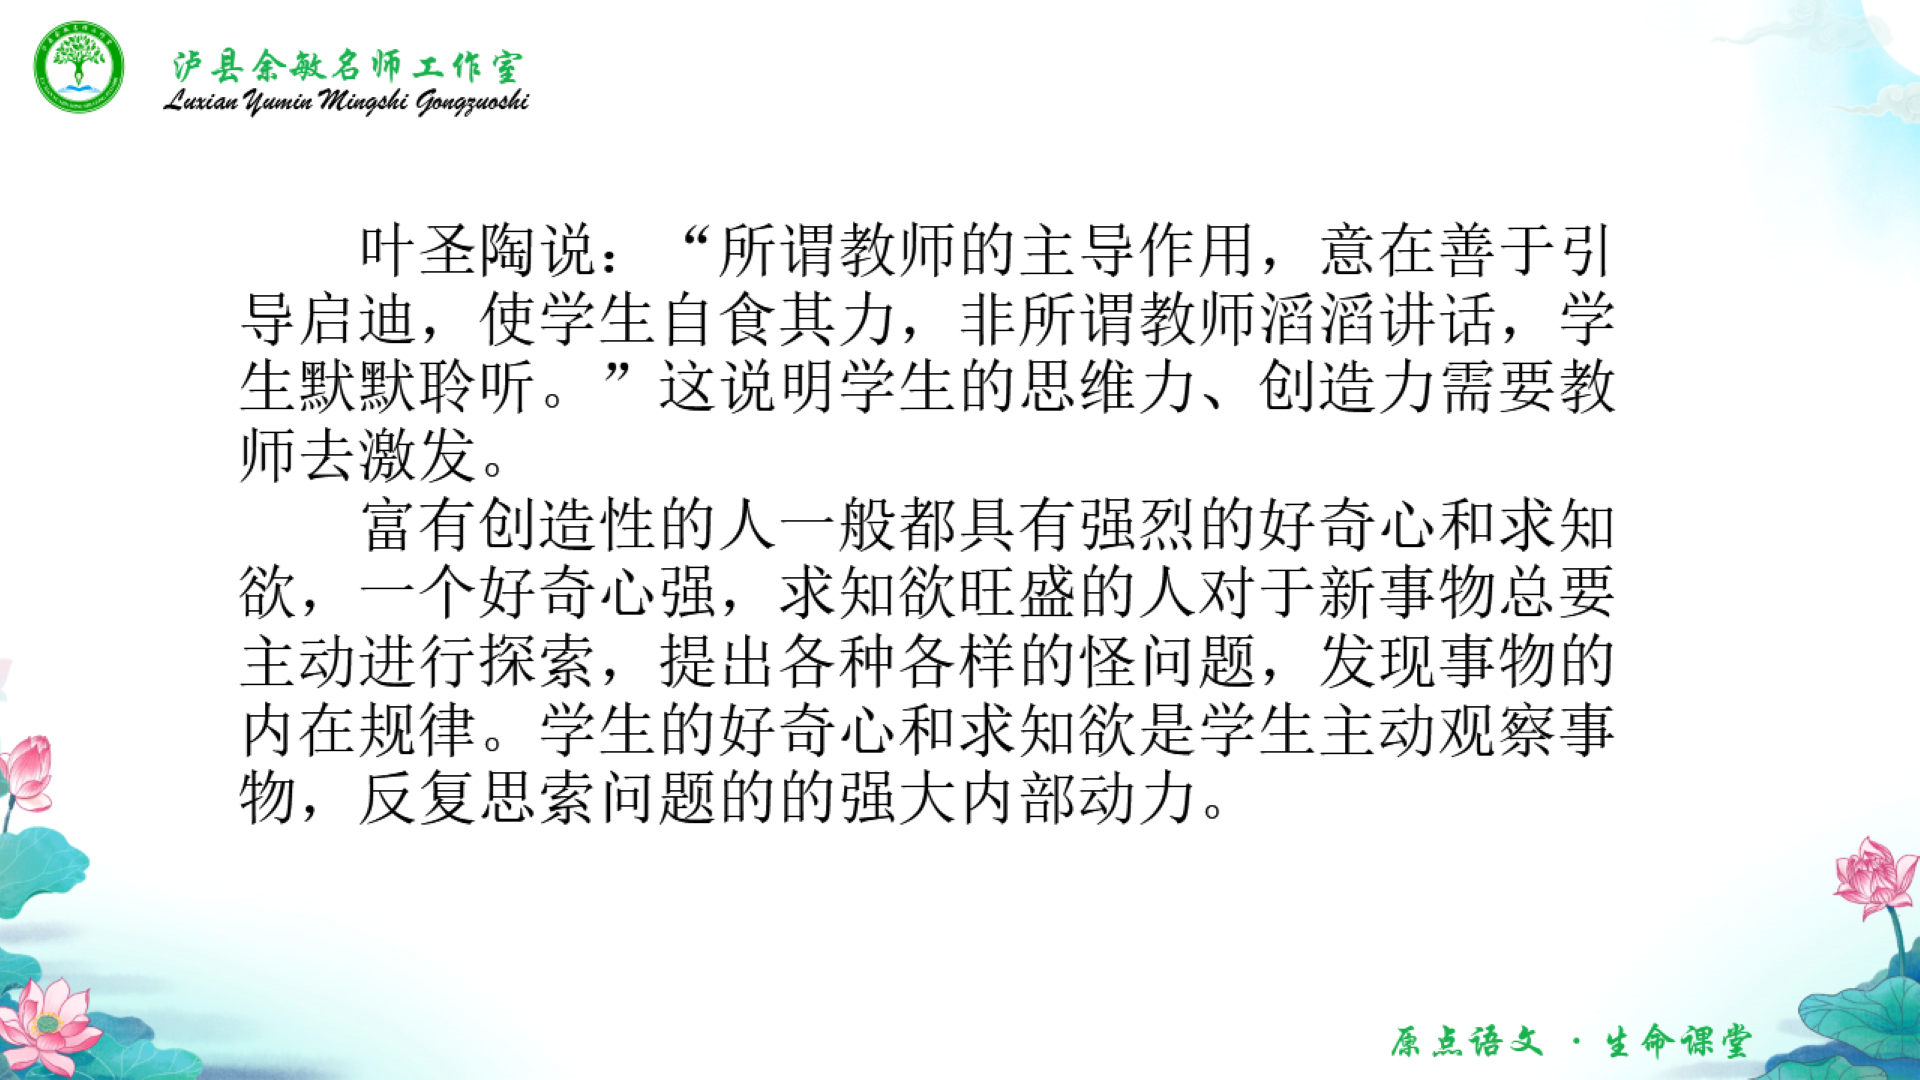 泸县余敏名师工作室
Luxian Yumin Mingshi Gongzuoshi
叶圣陶说：“所谓教师的主导作用，意在善于引
导启迪，使学生自食其力，非所谓教师滔滔讲话，学
生默默聆听。”这说明学生的思维力、创造力需要教
师去激发。
富有创造性的人一般都具有强烈的好奇心和求知
欲，一个好奇心强，求知欲旺盛的人对于新事物总要
主动进行探索，提出各种各样的怪问题，发现事物的
内在规律。学生的好奇心和求知欲是学生主动观察事
物，反复思索问题的的强大内部动力。
原点语文 · 生命课堂